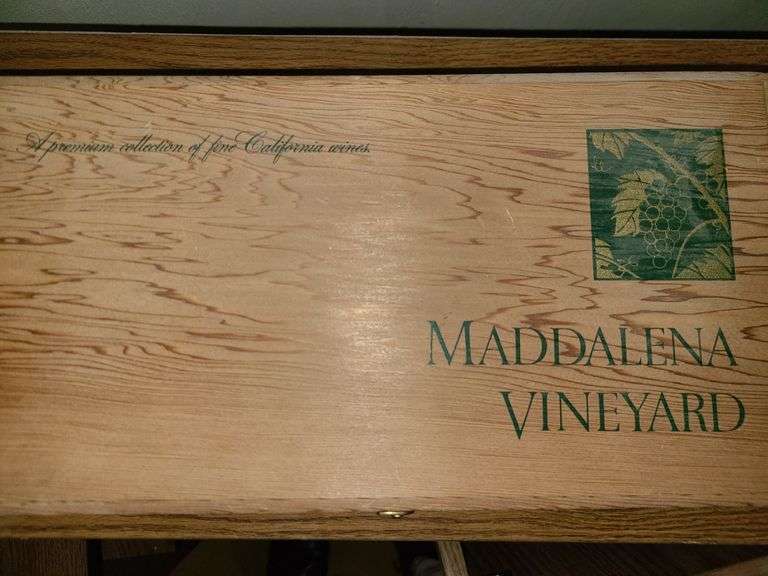 A premium collection of fine California wines.
MADDALENA
VINEYARD